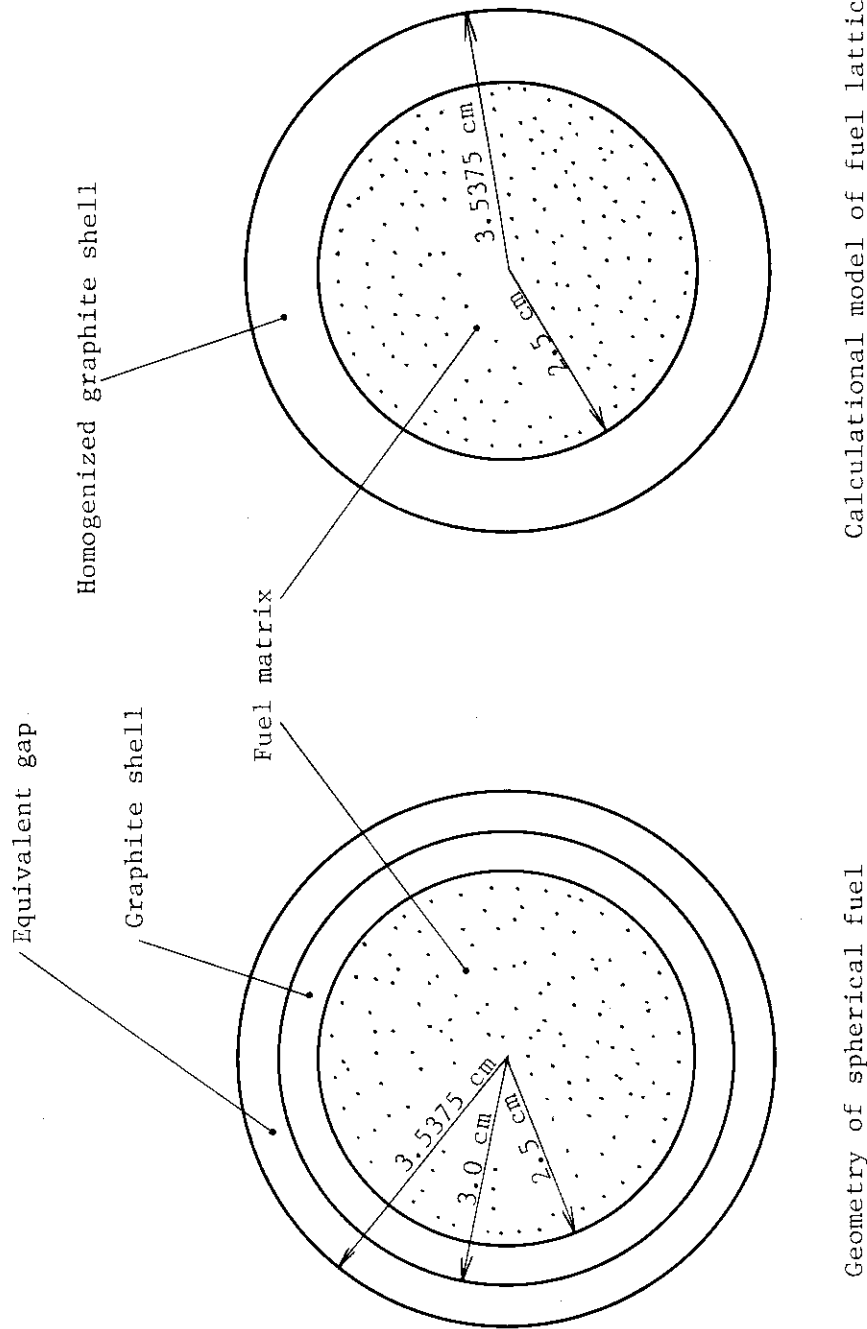 Equivalent gap
Graphite shell
Fuel matrix
Homogenized graphite shell
3.5375 cm
3.0 cm
2.5 cm
3.5375 cm
2.5 cm
Geometry of spherical fuel
Calculational model of fuel lattic